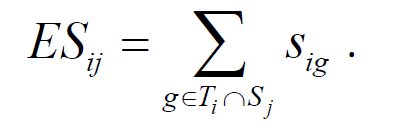 $ES_{ij} = \sum_{g \in T_i \cap S_j} s_{ig}$ .